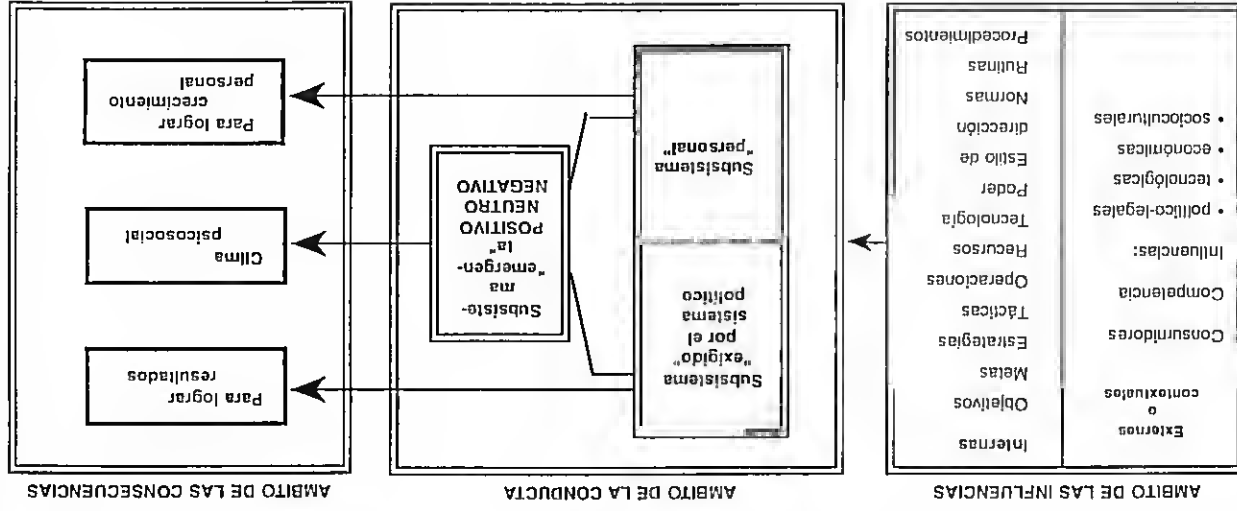 AMBITO DE LAS INFLUENCIAS
Externos
o
contextuales
Consumidores
Competencia
Influencias:
• político-legales
• tecnológicas
• económicas
• socioculturales
Internas
Objetivos
Metas
Estrategias
Tácticas
Operaciones
Recursos
Tecnología
Poder
Estilo de
dirección
Normas
Rutinas
Procedimientos
AMBITO DE LA CONDUCTA
Subsistema
"exigido"
por el
sistema
político
Subsistema
"personal"
Subsiste-
ma
"emergen-
la"
POSITIVO
NEUTRO
NEGATIVO
AMBITO DE LAS CONSECUENCIAS
Para lograr
resultados
Clima
psicosocial
Para lograr
crecimiento
personal